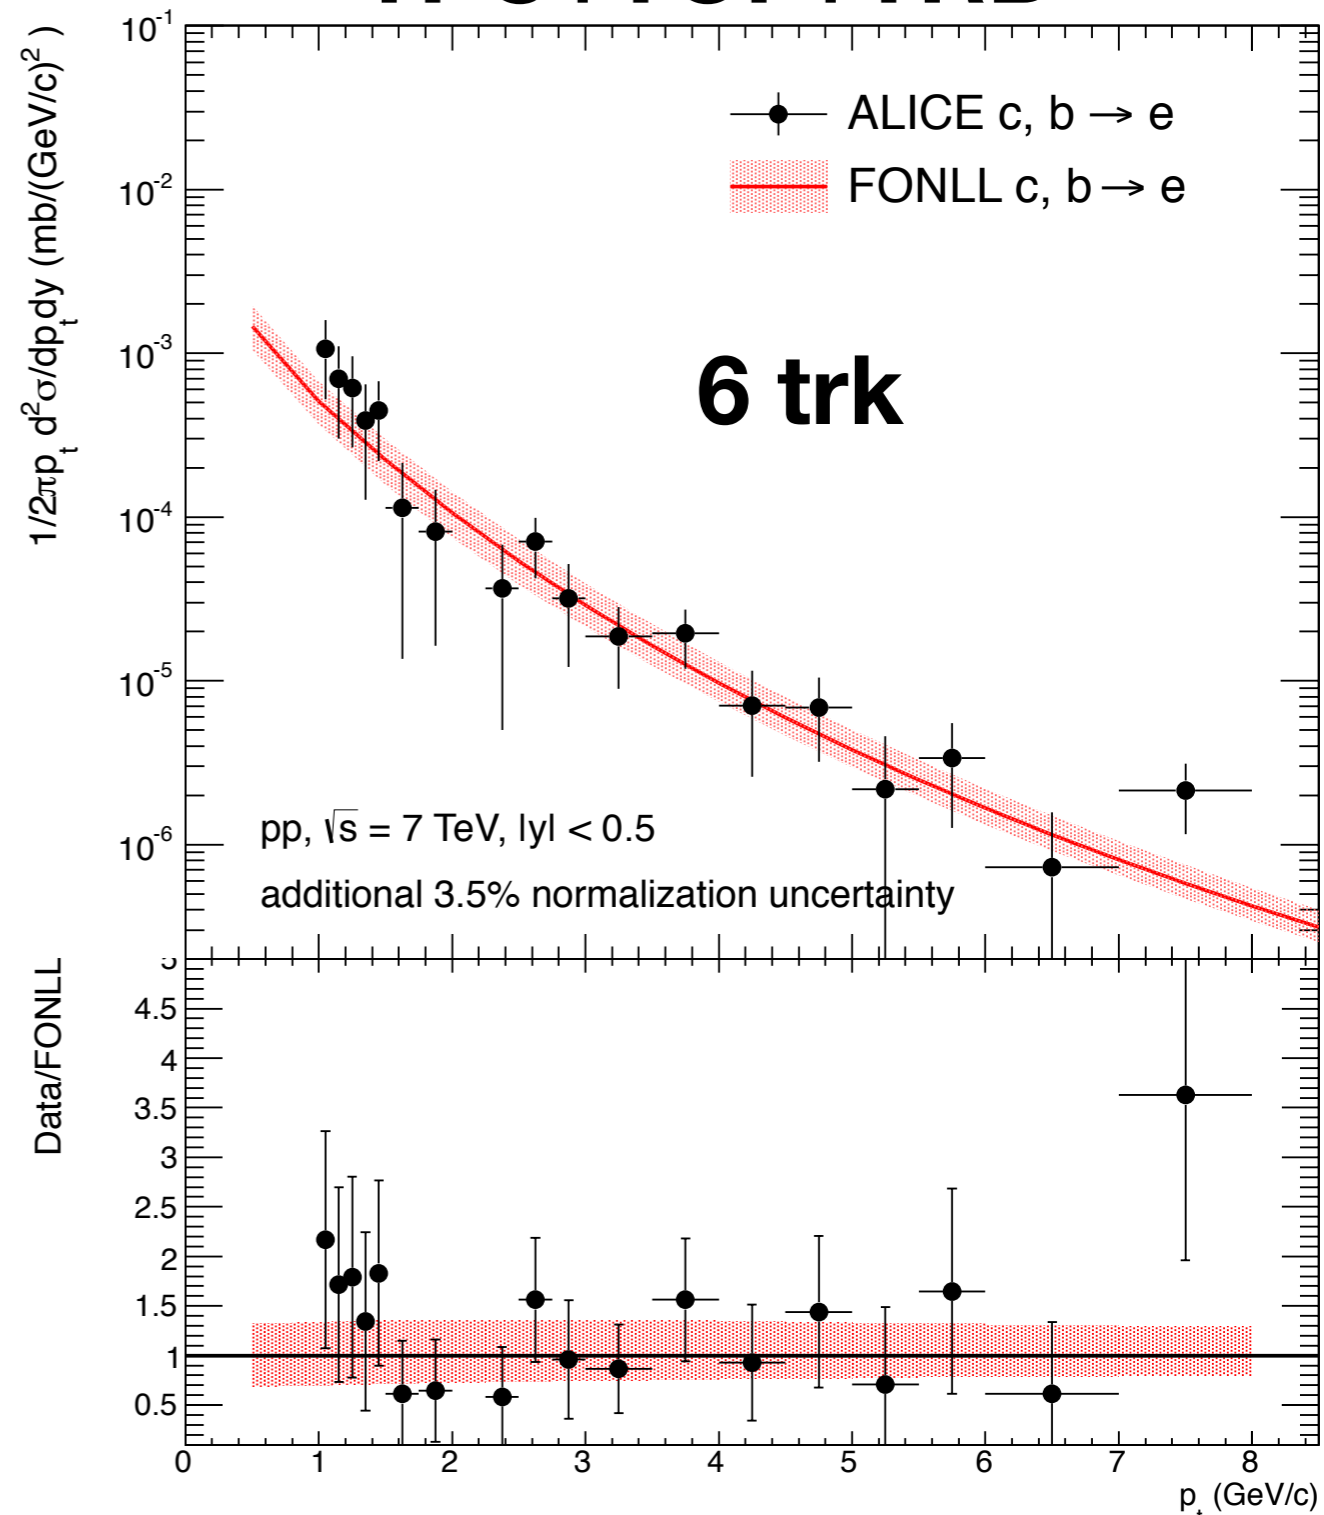 10^-1
1/2πp_t d²σ/dp_tdy (mb/(GeV/c)² )
ALICE c, b → e
10^-2
FONLL c, b → e
10^-3
6 trk
10^-4
10^-5
pp, √s = 7 TeV, |y| < 0.5
10^-6
additional 3.5% normalization uncertainty
Data/FONLL
5
4.5
4
3.5
3
2.5
2
1.5
1
0.5
0 1 2 3 4 5 6 7 8
p_t (GeV/c)